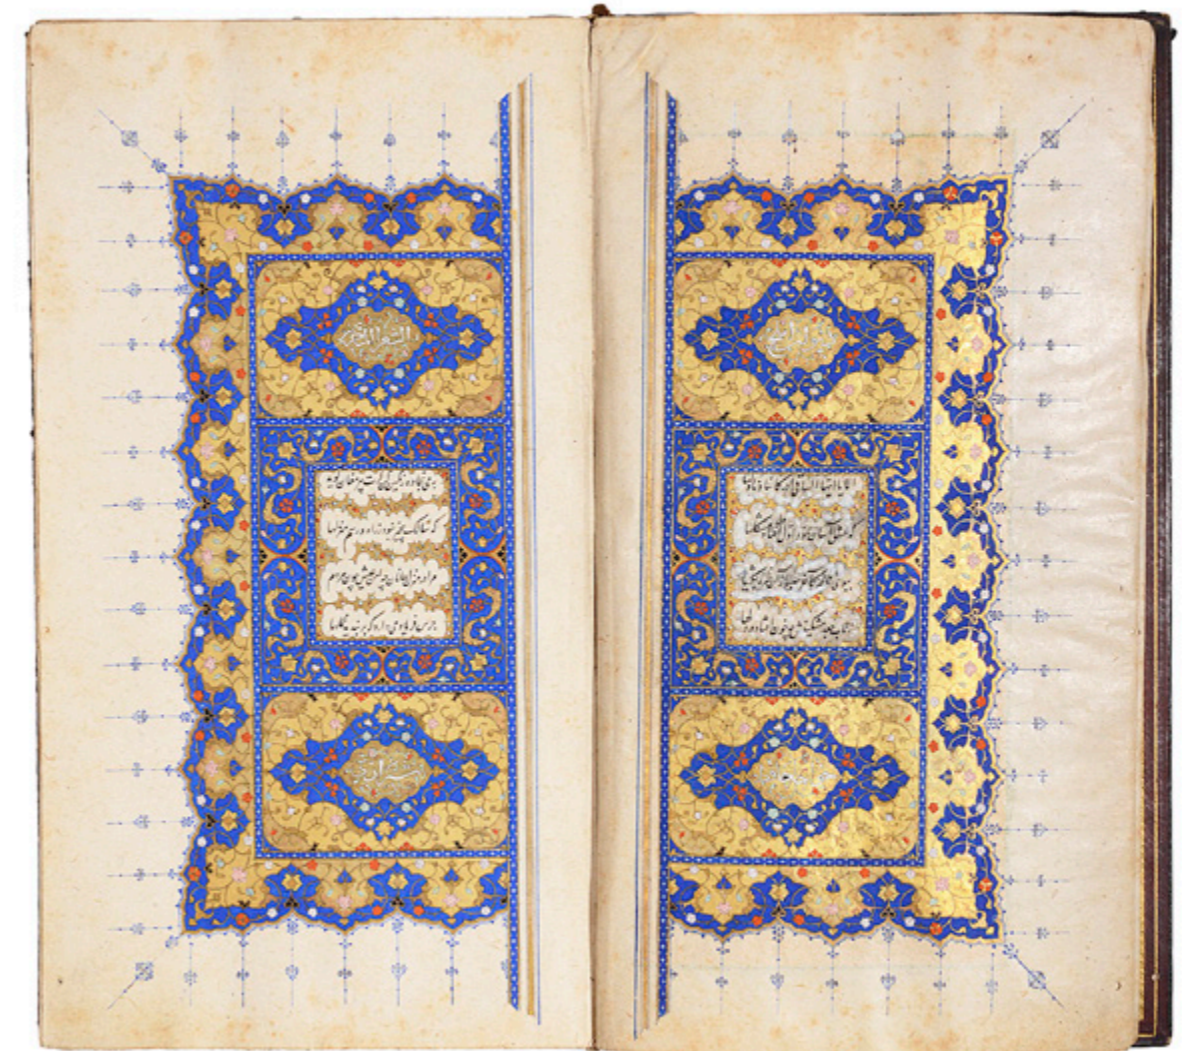 الا یا ایها الساقی ادر کاسا و ناولها
که عشق آسان نمود اول ولی افتاد مشکلها
ببوی نافه کاخر صبا زان طره بگشاید
ز تاب جعد مشکینش چه خون افتاد در دلها
بمی سجاده رنگین کن گرت پیر مغان گوید
که سالک بیخبر نبود ز راه و رسم منزلها
مرا در منزل جانان چه امن عیش چون هر دم
جرس فریاد میدارد که بربندید محملها